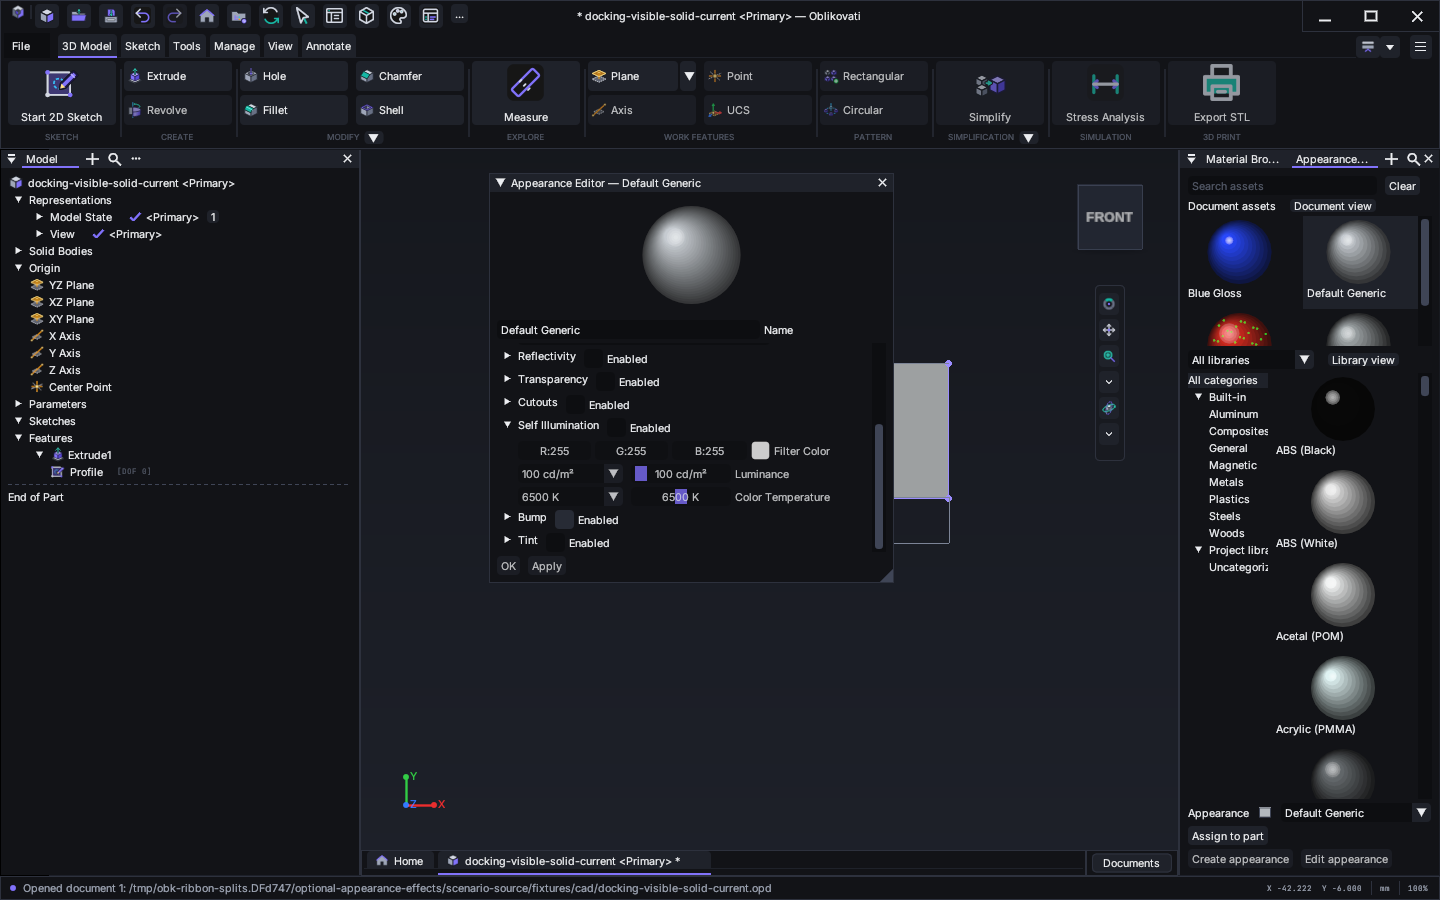 * docking-visible-solid-current <Primary> — Oblikovati
File
3D Model
Sketch
Tools
Manage
View
Annotate
Start 2D Sketch
Extrude
Revolve
Hole
Fillet
Chamfer
Shell
Measure
Plane
Axis
Point
UCS
Rectangular
Circular
Simplify
Stress Analysis
Export STL
SKETCH
CREATE
MODIFY
EXPLORE
WORK FEATURES
PATTERN
SIMPLIFICATION
SIMULATION
3D PRINT
Model
docking-visible-solid-current <Primary>
Representations
Model State <Primary> 1
View <Primary>
Solid Bodies
Origin
YZ Plane
XZ Plane
XY Plane
X Axis
Y Axis
Z Axis
Center Point
Parameters
Sketches
Features
Extrude1
Profile [DOF 0]
End of Part
Appearance Editor — Default Generic
Default Generic Name
Reflectivity Enabled
Transparency Enabled
Cutouts Enabled
Self Illumination Enabled
R:255 G:255 B:255 Filter Color
100 cd/m² 100 cd/m² Luminance
6500 K 6500 K Color Temperature
Bump Enabled
Tint Enabled
OK Apply
FRONT
Y
Z X
Material Bro... Appearance...
Search assets Clear
Document assets Document view
Blue Gloss Default Generic
All libraries Library view
All categories
Built-in
Aluminum
Composites
General
Magnetic
Metals
Plastics
Steels
Woods
Project libra
Uncategoriz
ABS (Black)
ABS (White)
Acetal (POM)
Acrylic (PMMA)
Appearance Default Generic
Assign to part
Create appearance Edit appearance
Home
docking-visible-solid-current <Primary> *
Documents
Opened document 1: /tmp/obk-ribbon-splits.DFd747/optional-appearance-effects/scenario-source/fixtures/cad/docking-visible-solid-current.opd
X -42.222 Y -6.000 mm 100%